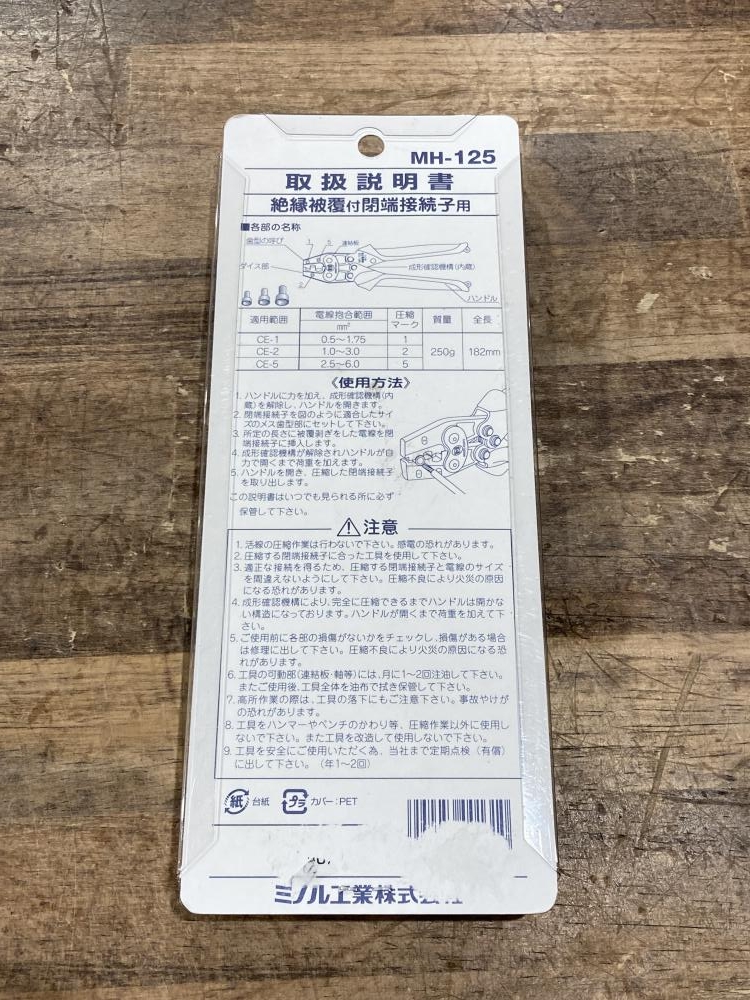 MH-125
取扱説明書
絶縁被覆付閉端接続子用
■各部の名称
歯型の呼び
1
5
連結板
ダイス部
成形確認機構(内蔵)
2
ハンドル
適用範囲 電線抱合範囲 mm² 圧縮マーク 質量 全長
CE-1 0.5〜1.75 1
CE-2 1.0〜3.0 2 250g 182mm
CE-5 2.5〜6.0 5
《使用方法》
1. ハンドルに力を加え、成形確認機構(内
蔵)を解除し、ハンドルを開きます。
2. 閉端接続子を図のように適合したサイ
ズのメス歯型部にセットして下さい。
3. 所定の長さに被覆剥ぎをした電線を閉
端接続子に挿入します。
4. 成形確認機構が解除されハンドルが自
力で開くまで荷重を加えます。
5. ハンドルを開き、圧縮した閉端接続子
を取り出します。
この説明書はいつでも見られる所に必ず
保管して下さい。
注意
1. 活線の圧縮作業は行わないで下さい。感電の恐れがあります。
2. 圧縮する閉端接続子に合った工具を使用して下さい。
3. 適正な接続を得るため、圧縮する閉端接続子と電線のサイズ
を間違えないようにして下さい。圧縮不良により火災の原因
になる恐れがあります。
4. 成形確認機構により、完全に圧縮できるまでハンドルは開かな
い構造になっております。ハンドルが開くまで荷重を加えて下
さい。
5. ご使用前に各部の損傷がないかをチェックし、損傷がある場合
は修理に出して下さい。圧縮不良により火災の原因になる恐
れがあります。
6. 工具の可動部(連結板・軸等)には、月に1〜2回注油して下さい。
またご使用後、工具全体を油布で拭き保管して下さい。
7. 高所作業の際は、工具の落下にもご注意下さい。事故やけが
の恐れがあります。
8. 工具をハンマーやペンチのかわり等、圧縮作業以外に使用し
ないで下さい。また工具を改造して使用しないで下さい。
9. 工具を安全にご使用いただく為、当社まで定期点検(有償)
に出して下さい。(年1〜2回)
紙 台紙 プラ カバー:PET
ミノル工業株式会社